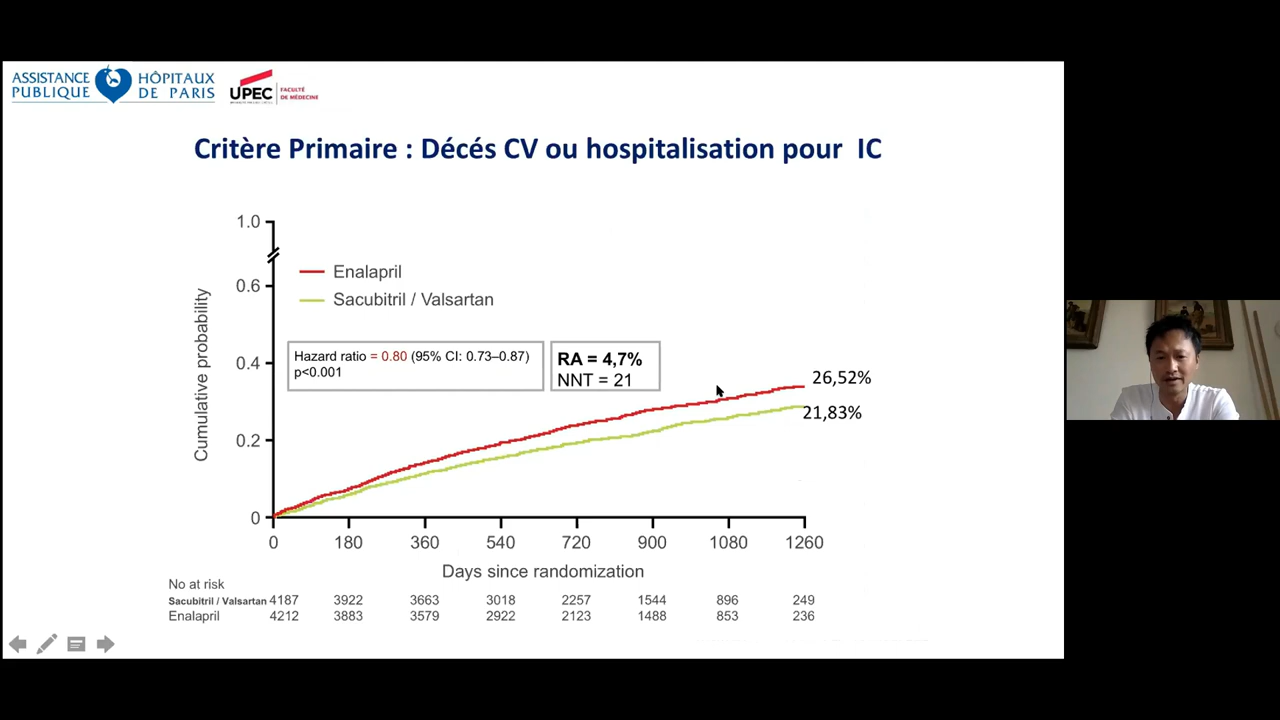 ASSISTANCE PUBLIQUE HÔPITAUX DE PARIS
UPEC FACULTÉ DE MÉDECINE
Critère Primaire : Décés CV ou hospitalisation pour IC
1.0
0.6
0.4
0.2
0
Cumulative probability
Enalapril
Sacubitril / Valsartan
Hazard ratio = 0.80 (95% CI: 0.73–0.87)
p<0.001
RA = 4,7%
NNT = 21
26,52%
21,83%
0 180 360 540 720 900 1080 1260
Days since randomization
No at risk
Sacubitril / Valsartan 4187 3922 3663 3018 2257 1544 896 249
Enalapril 4212 3883 3579 2922 2123 1488 853 236